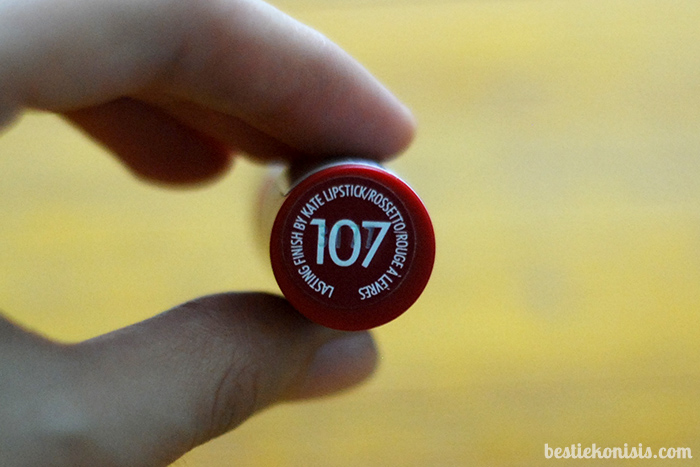 LASTING FINISH BY KATE LIPSTICK/ROSSETTO/ROUGE À LÈVRES
107
bestiekonisis.com